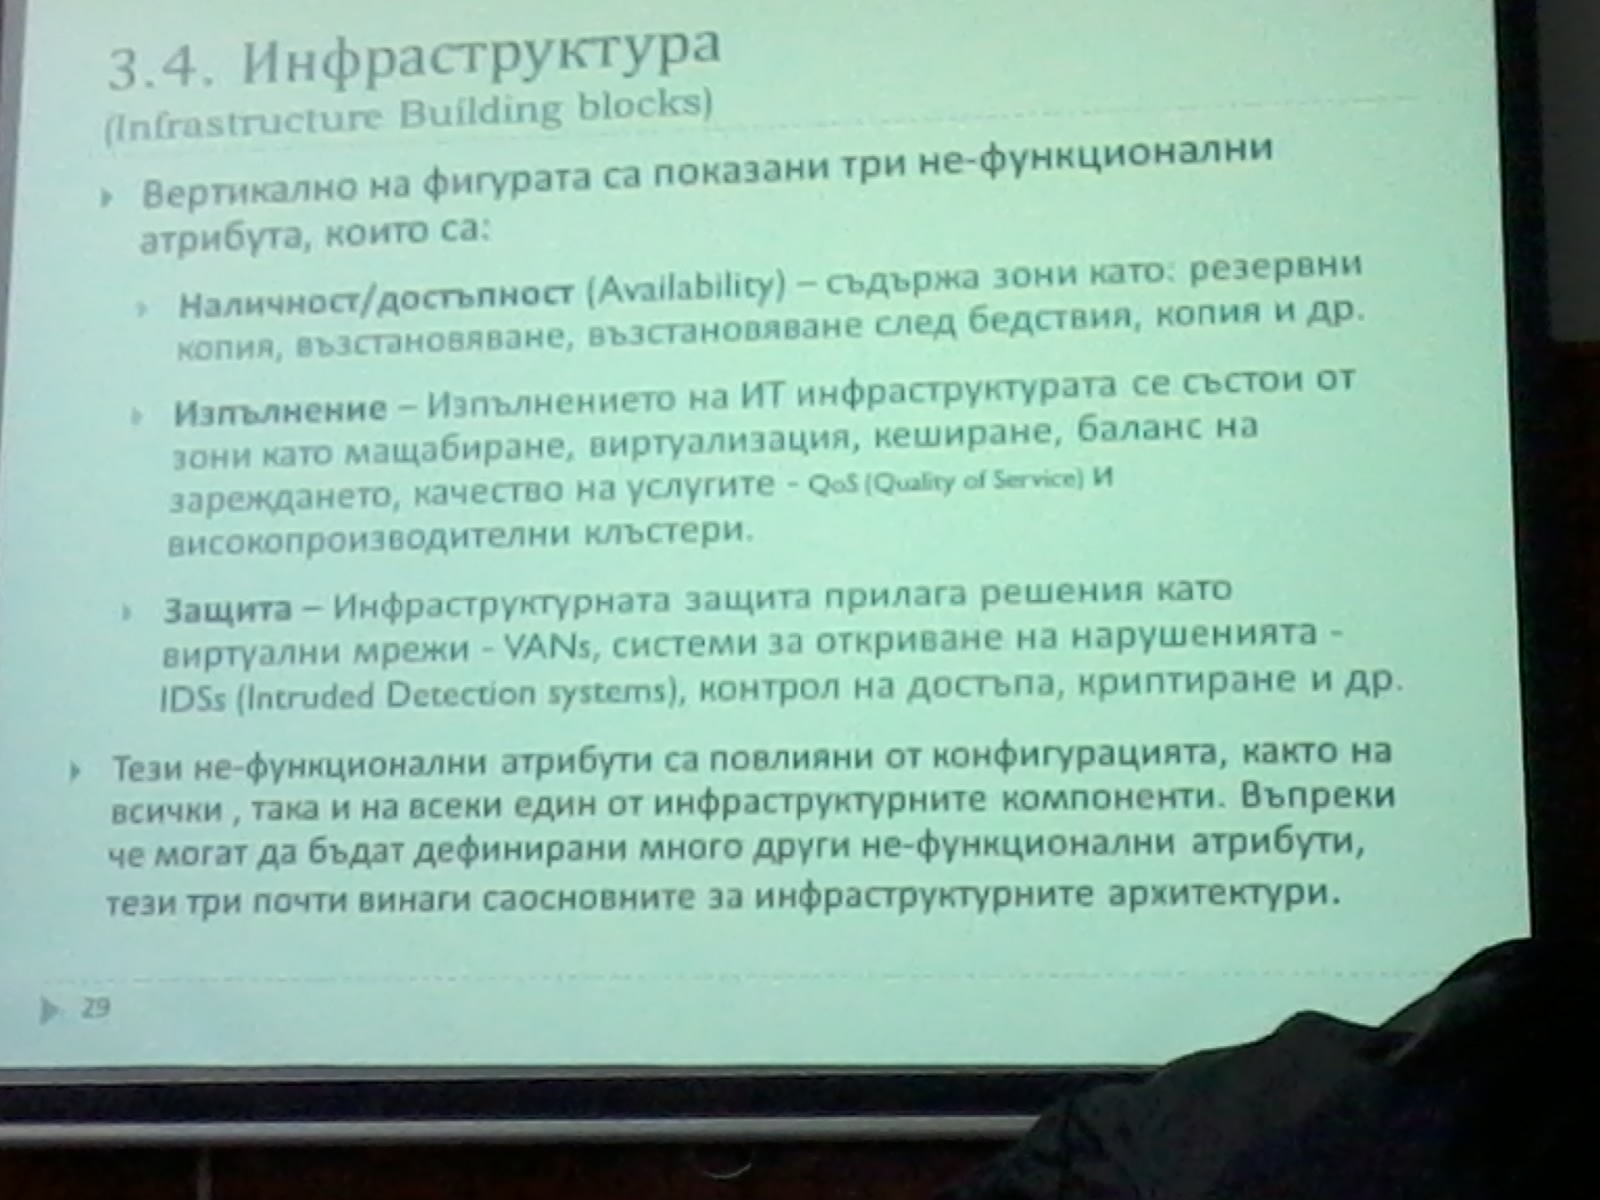 3.4. Инфраструктура
(Infrastructure Building blocks)
Вертикално на фигурата са показани три не-функционални
атрибута, които са:
Наличност/достъпност (Availability) – съдържа зони като: резервни
копия, възстановяване, възстановяване след бедствия, копия и др.
Изпълнение – Изпълнението на ИТ инфраструктурата се състои от
зони като мащабиране, виртуализация, кеширане, баланс на
зареждането, качество на услугите - QoS (Quality of Service) и
високопроизводителни клъстери.
Защита – Инфраструктурната защита прилага решения като
виртуални мрежи - VANs, системи за откриване на нарушенията -
IDSs (Intruded Detection systems), контрол на достъпа, криптиране и др.
Тези не-функционални атрибути са повлияни от конфигурацията, както на
всички , така и на всеки един от инфраструктурните компоненти. Въпреки
че могат да бъдат дефинирани много други не-функционални атрибути,
тези три почти винаги саосновните за инфраструктурните архитектури.
29